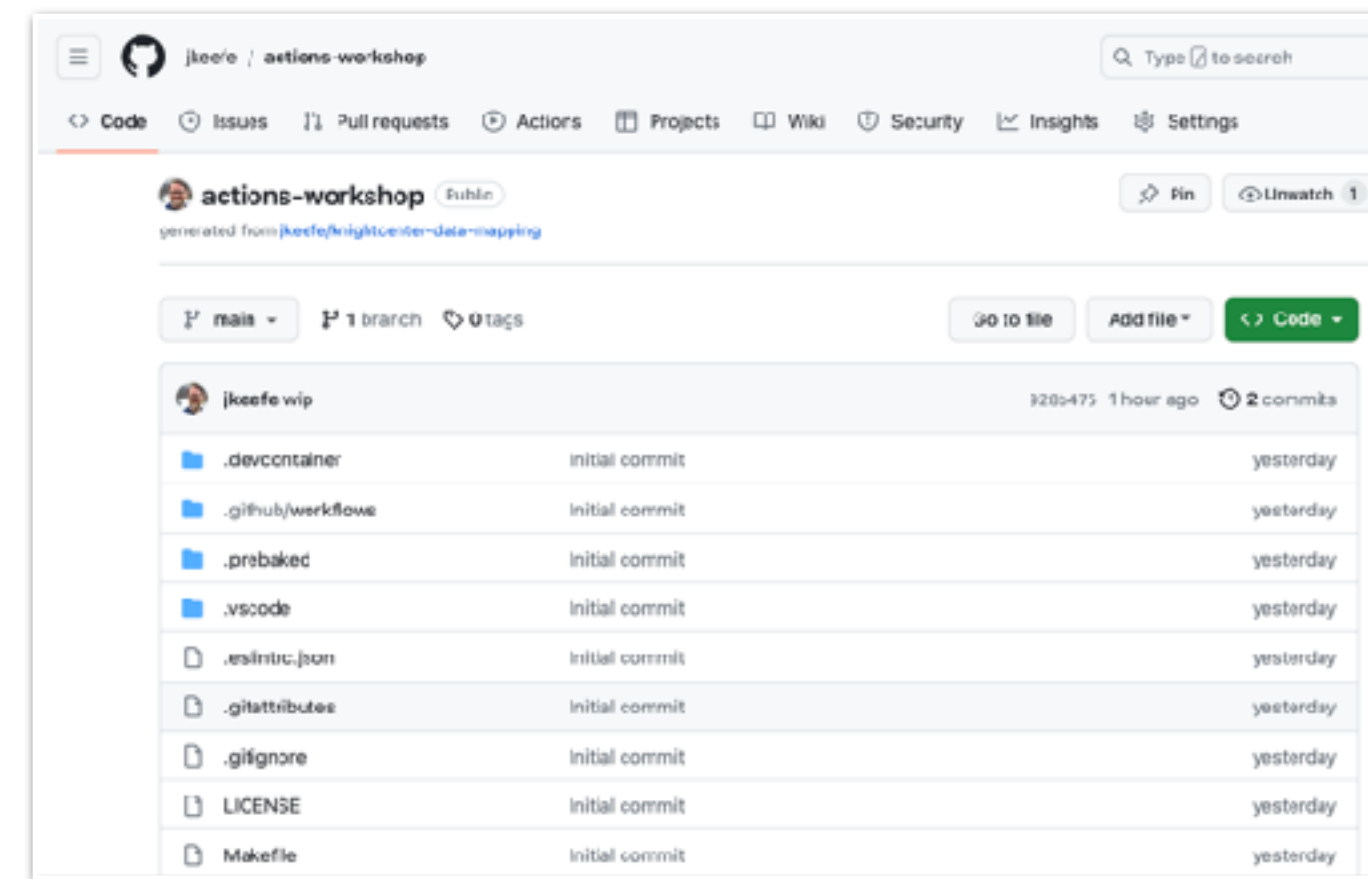 jkeefe / actions-workshop Type / to search
Code Issues Pull requests Actions Projects Wiki Security Insights Settings
actions-workshop Public Pin Unwatch 1
generated from jkeefe/knightcenter-data-mapping
main 1 branch 0 tags Go to file Add file Code
jkeefe wip 1 hour ago 2 commits
.devcontainer Initial commit yesterday
.github/workflows Initial commit yesterday
.prebaked Initial commit yesterday
.vscode Initial commit yesterday
.eslintrc.json Initial commit yesterday
.gitattributes Initial commit yesterday
.gitignore Initial commit yesterday
LICENSE Initial commit yesterday
Makefile Initial commit yesterday